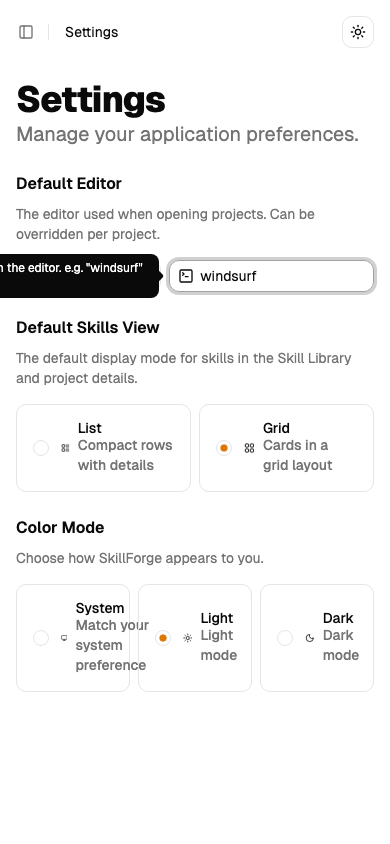 Settings
Settings
Manage your application preferences.
Default Editor
The editor used when opening projects. Can be
overridden per project.
the editor. e.g. "windsurf"
windsurf
Default Skills View
The default display mode for skills in the Skill Library
and project details.
List
Compact rows
with details
Grid
Cards in a
grid layout
Color Mode
Choose how SkillForge appears to you.
System
Match your
system
preference
Light
Light
mode
Dark
Dark
mode